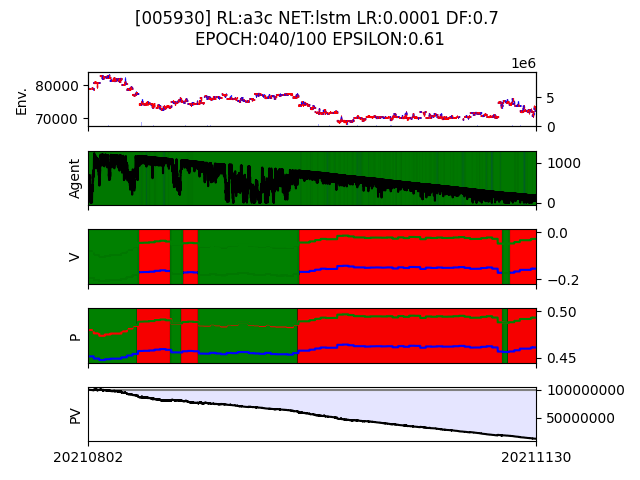 [005930] RL:a3c NET:lstm LR:0.0001 DF:0.7
EPOCH:040/100 EPSILON:0.61
1e6
Env.
80000
70000
5
0
Agent
1000
0
V
0.0
−0.2
P
0.50
0.45
PV
100000000
50000000
20210802
20211130